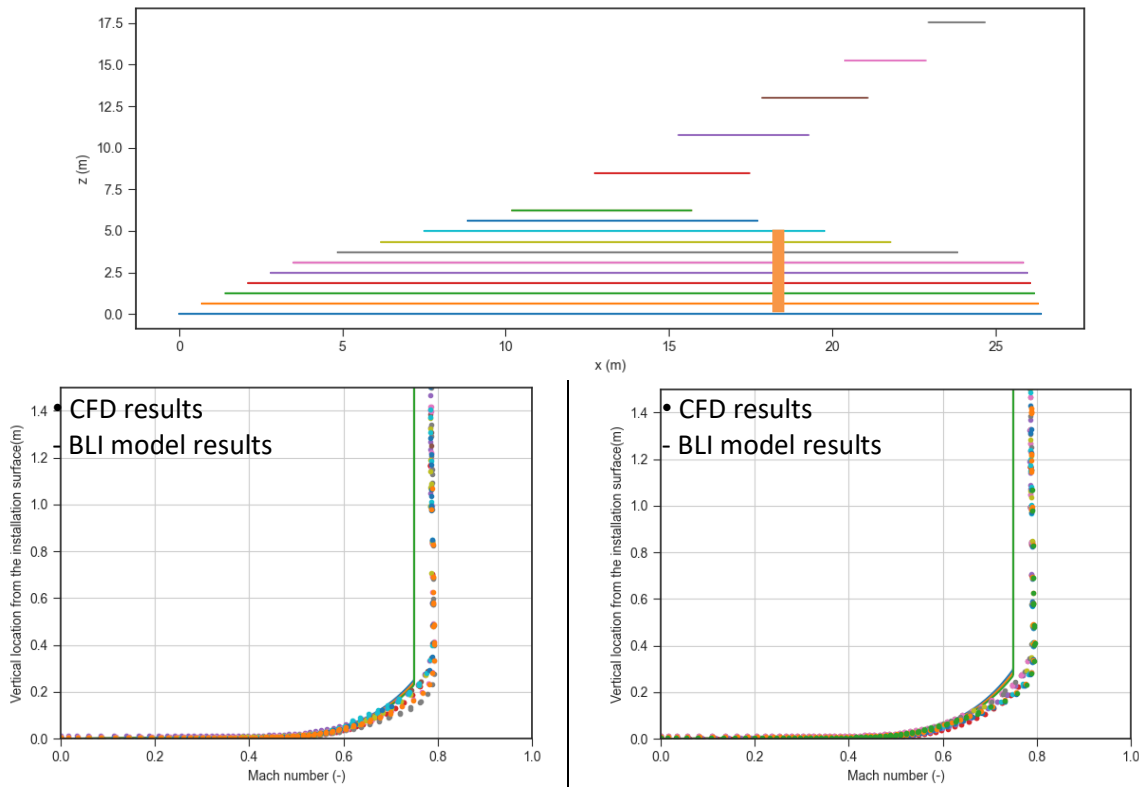 17.5
15.0
12.5
10.0
7.5
5.0
2.5
0.0
z (m)
0 5 10 15 20 25
x (m)
• CFD results
- BLI model results
1.4
1.2
1.0
0.8
0.6
0.4
0.2
0.0
Vertical location from the installation surface(m)
0.0 0.2 0.4 0.6 0.8 1.0
Mach number (-)
• CFD results
- BLI model results
1.4
1.2
1.0
0.8
0.6
0.4
0.2
0.0
Vertical location from the installation surface(m)
0.0 0.2 0.4 0.6 0.8 1.0
Mach number (-)